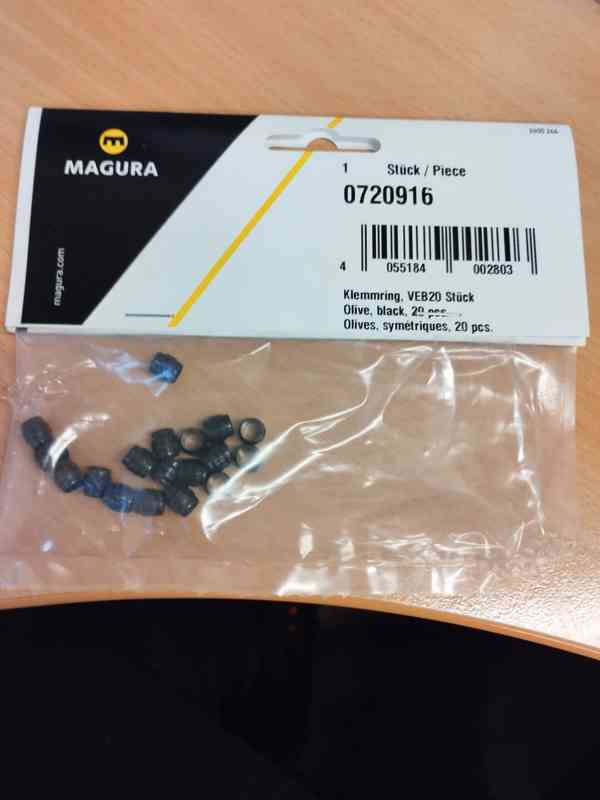 MAGURA
magura.com
1 Stück / Piece
0720916
4 055184 002803
Klemmring, VEB20 Stück
Olive, black, 20 pcs.
Olives, symétriques, 20 pcs.